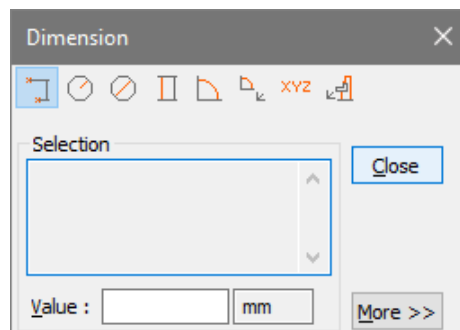 Dimension
XYZ
Selection
Close
Value :
mm
More >>